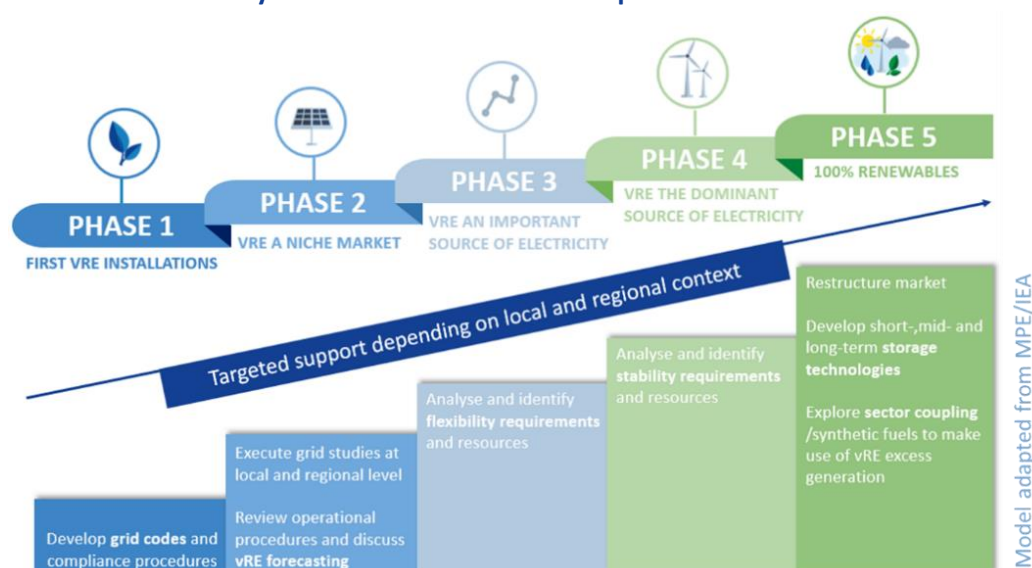 PHASE 1
FIRST VRE INSTALLATIONS
PHASE 2
VRE A NICHE MARKET
PHASE 3
VRE AN IMPORTANT
SOURCE OF ELECTRICITY
PHASE 4
VRE THE DOMINANT
SOURCE OF ELECTRICITY
PHASE 5
100% RENEWABLES
Targeted support depending on local and regional context
Develop grid codes and
compliance procedures
Execute grid studies at
local and regional level
Review operational
procedures and discuss
vRE forecasting
Analyse and identify
flexibility requirements
and resources
Analyse and identify
stability requirements
and resources
Restructure market
Develop short-,mid- and
long-term storage
technologies
Explore sector coupling
/synthetic fuels to make
use of vRE excess
generation
Model adapted from MPE/IEA